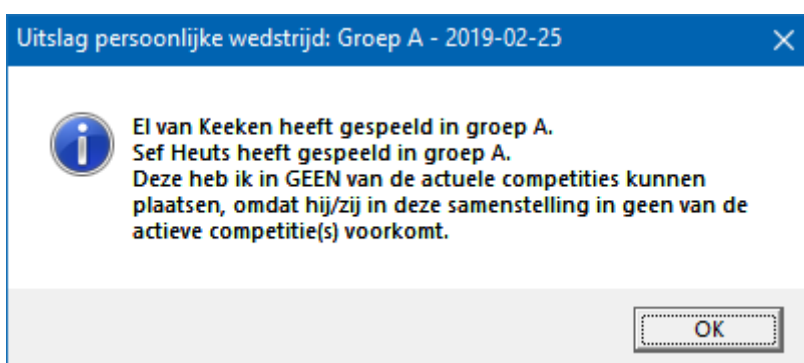 Uitslag persoonlijke wedstrijd: Groep A - 2019-02-25
El van Keeken heeft gespeeld in groep A.
Sef Heuts heeft gespeeld in groep A.
Deze heb ik in GEEN van de actuele competities kunnen
plaatsen, omdat hij/zij in deze samenstelling in geen van de
actieve competitie(s) voorkomt.
OK